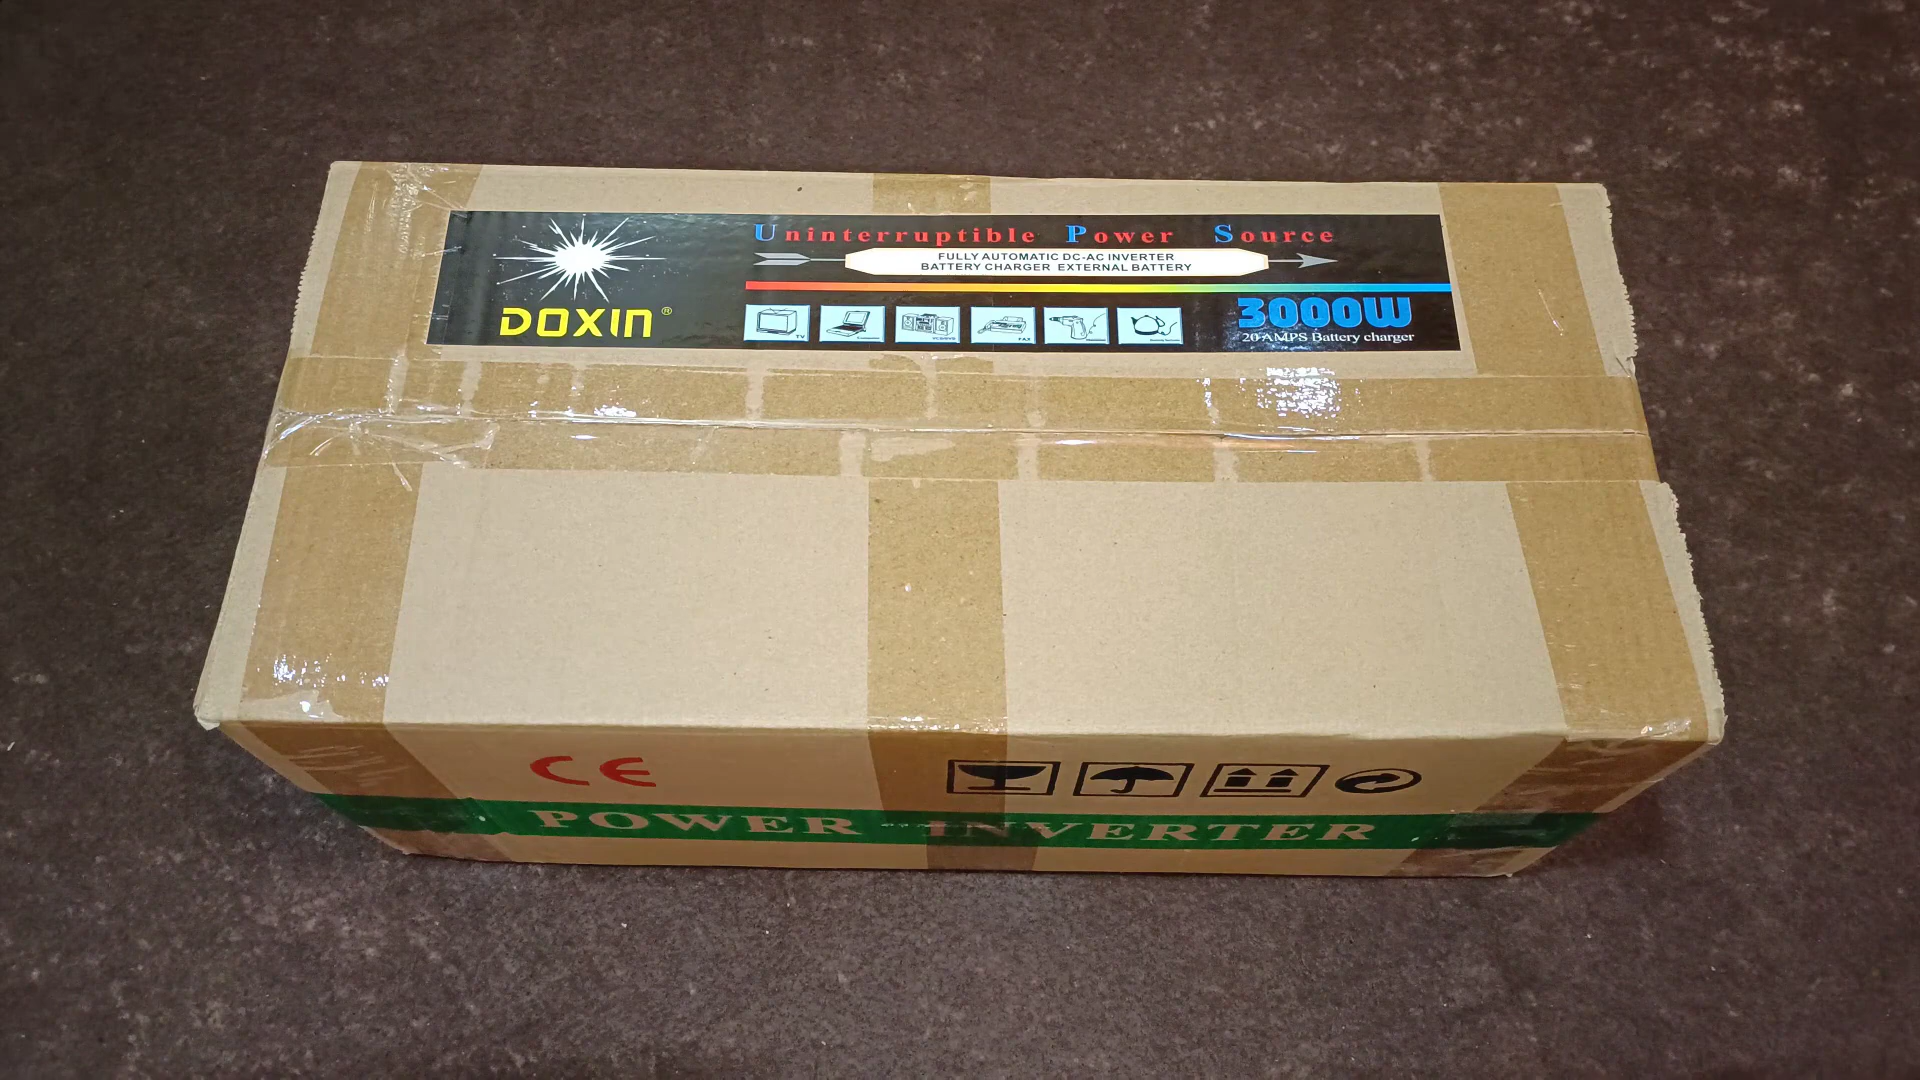 Uninterruptible Power Source
FULLY AUTOMATIC DC-AC INVERTER
BATTERY CHARGER EXTERNAL BATTERY
DOXIN®
TV
FAX
3000W
20 AMPS Battery charger
CE
POWER INVERTER